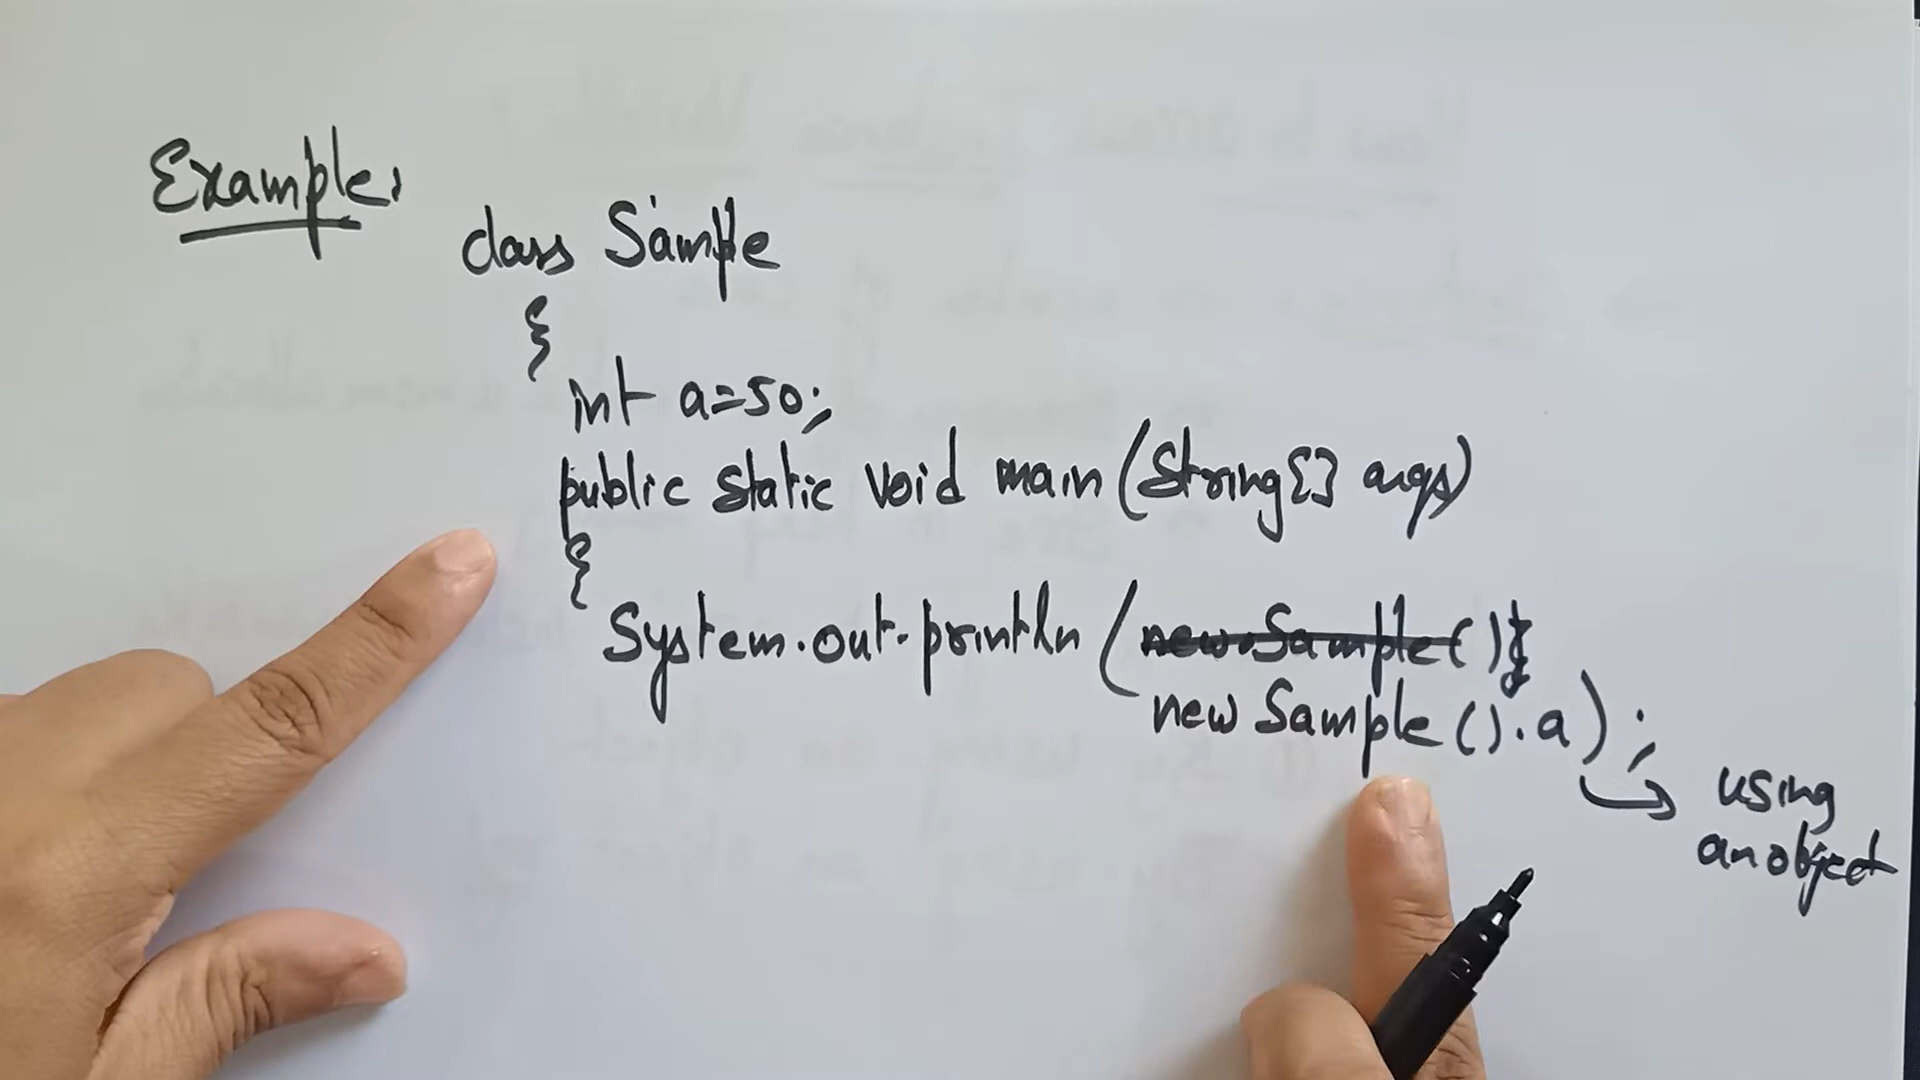 Example:
class Sample
{
int a=50;
public static void main (String[] args)
{
System.out.println (new Sample();
new Sample().a);
using
an object